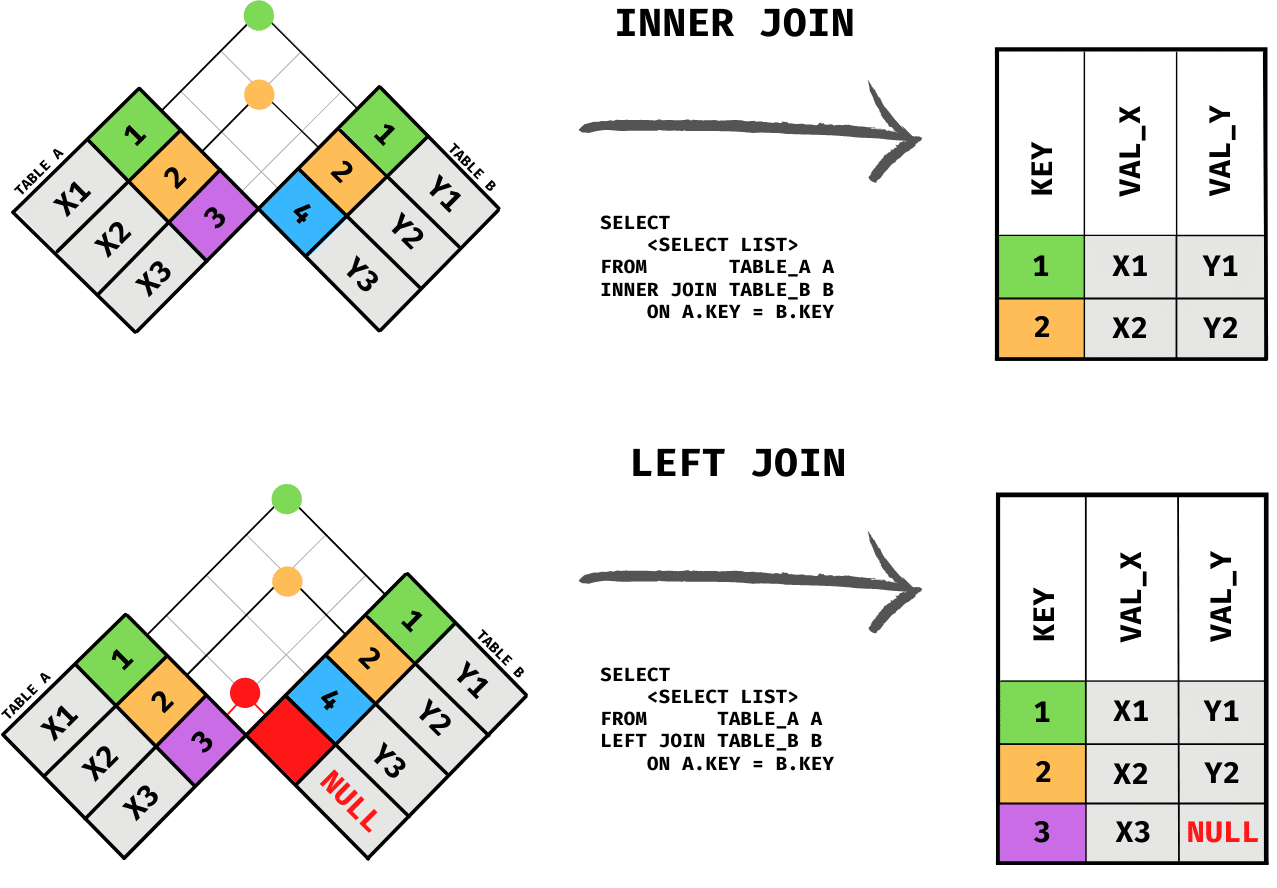 INNER JOIN
TABLE A
1
2
3
X1
X2
X3
TABLE B
1
2
4
Y1
Y2
Y3
SELECT
<SELECT LIST>
FROM TABLE_A A
INNER JOIN TABLE_B B
ON A.KEY = B.KEY
KEY VAL_X VAL_Y
1 X1 Y1
2 X2 Y2
LEFT JOIN
TABLE A
1
2
3
X1
X2
X3
TABLE B
1
2
4
Y1
Y2
Y3
NULL
SELECT
<SELECT LIST>
FROM TABLE_A A
LEFT JOIN TABLE_B B
ON A.KEY = B.KEY
KEY VAL_X VAL_Y
1 X1 Y1
2 X2 Y2
3 X3 NULL